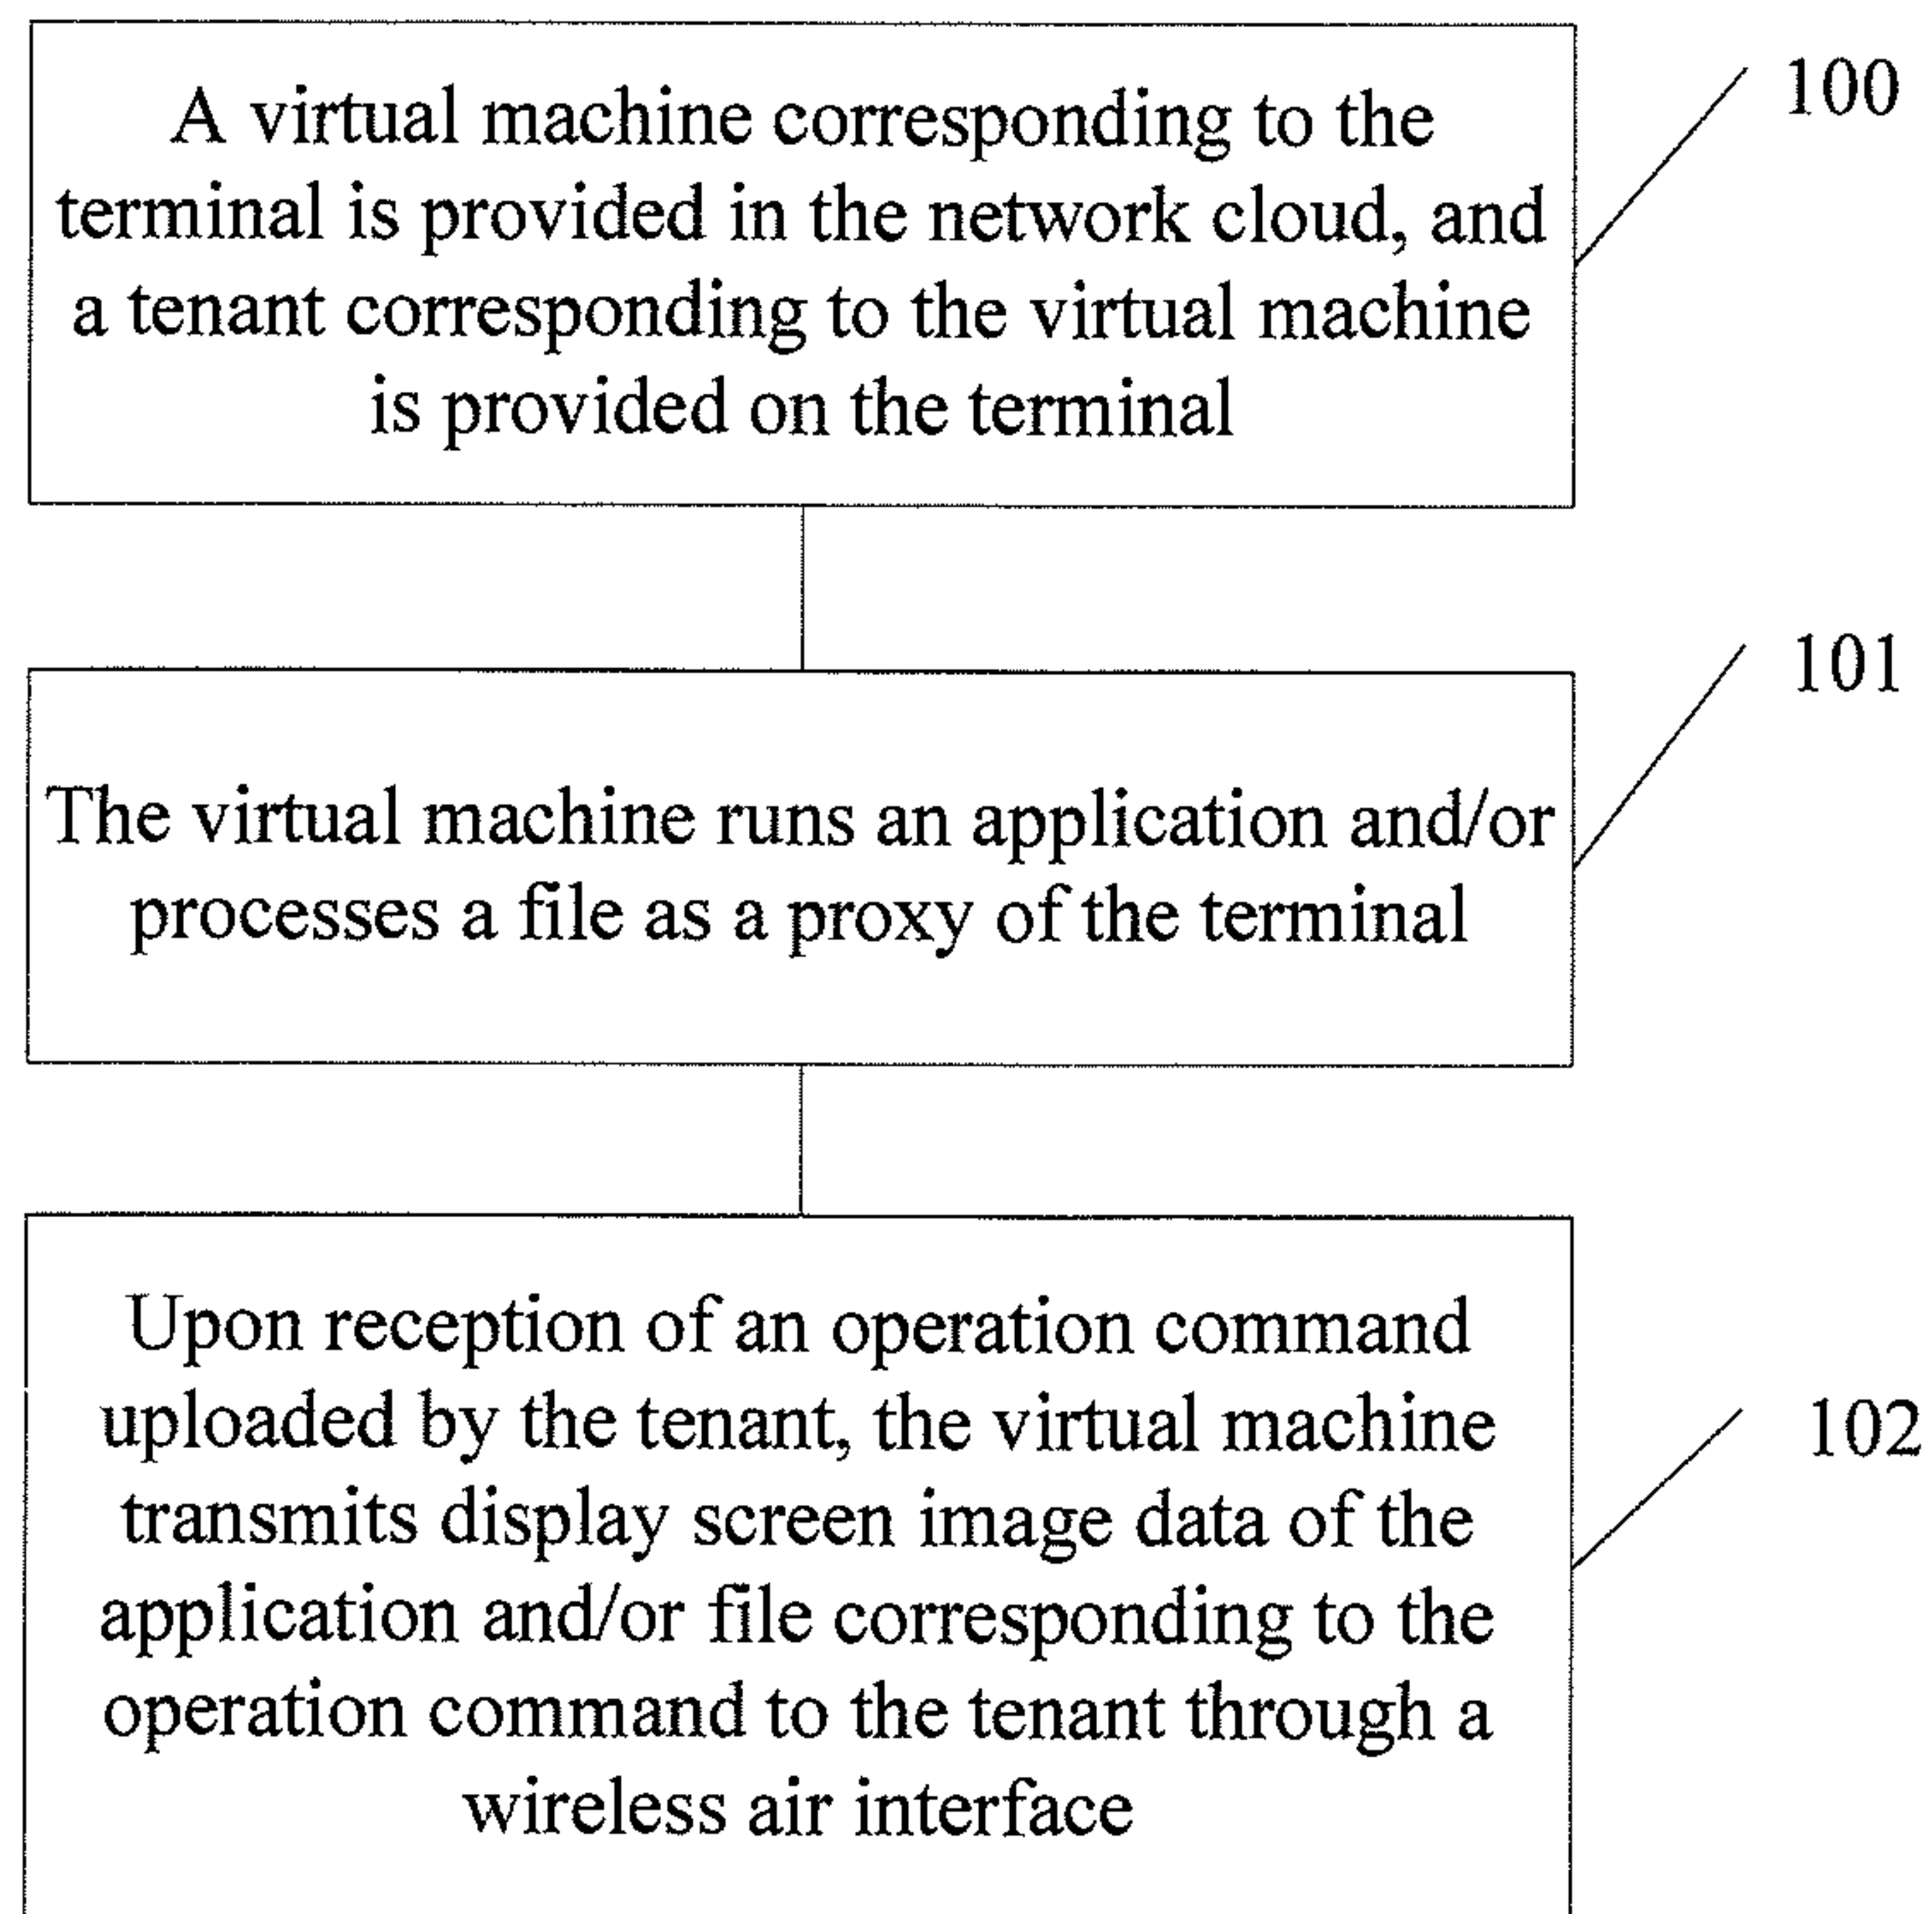 A virtual machine corresponding to the
terminal is provided in the network cloud, and
a tenant corresponding to the virtual machine
is provided on the terminal
100
The virtual machine runs an application and/or
processes a file as a proxy of the terminal
101
Upon reception of an operation command
uploaded by the tenant, the virtual machine
transmits display screen image data of the
application and/or file corresponding to the
operation command to the tenant through a
wireless air interface
102